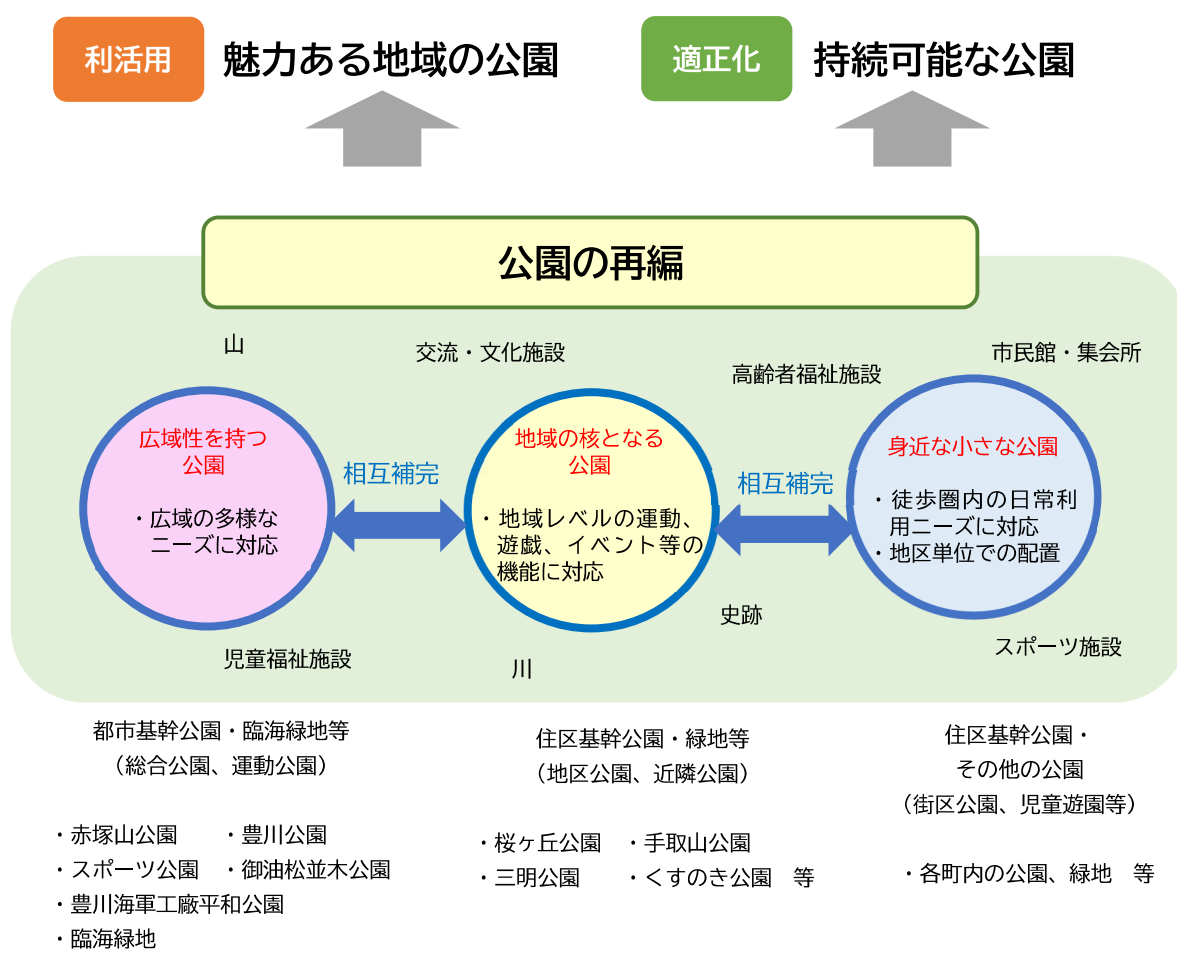 利活用 魅力ある地域の公園
適正化 持続可能な公園
公園の再編
山
交流・文化施設
高齢者福祉施設
市民館・集会所
広域性を持つ
公園
・広域の多様な
ニーズに対応
相互補完
地域の核となる
公園
・地域レベルの運動、
遊戯、イベント等の
機能に対応
相互補完
身近な小さな公園
・徒歩圏内の日常利
用ニーズに対応
・地区単位での配置
史跡
スポーツ施設
児童福祉施設
川
都市基幹公園・臨海緑地等
（総合公園、運動公園）
・赤塚山公園 ・豊川公園
・スポーツ公園 ・御油松並木公園
・豊川海軍工廠平和公園
・臨海緑地
住区基幹公園・緑地等
（地区公園、近隣公園）
・桜ヶ丘公園 ・手取山公園
・三明公園 ・くすのき公園 等
住区基幹公園・
その他の公園
（街区公園、児童遊園等）
・各町内の公園、緑地 等